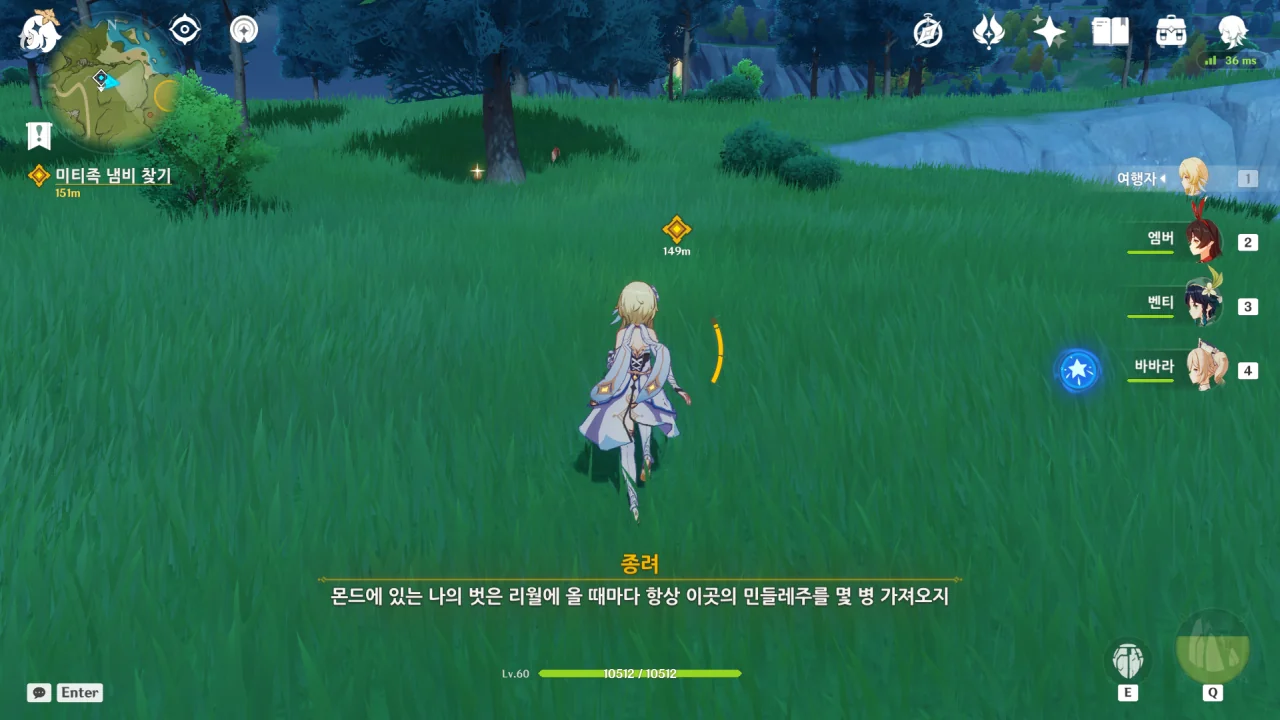 N
36 ms
미티족 냄비 찾기
151m
149m
여행자
1
엠버
2
벤티
3
바바라
4
종려
몬드에 있는 나의 벗은 리월에 올 때마다 항상 이곳의 민들레주를 몇 병 가져오지
Lv.60
10512 / 10512
Enter
E
Q